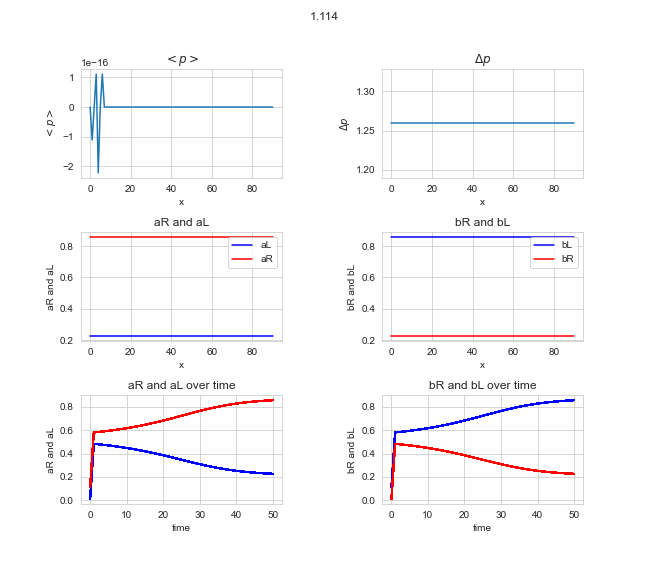 1.114
< p >
Δp
1e−16
1
0
−1
−2
< p >
0 20 40 60 80
x
1.30
1.25
1.20
Δp
0 20 40 60 80
x
aR and aL
bR and bL
0.8
0.6
0.4
0.2
aR and aL
aL
aR
0 20 40 60 80
x
0.8
0.6
0.4
0.2
bR and bL
bL
bR
0 20 40 60 80
x
aR and aL over time
bR and bL over time
0.8
0.6
0.4
0.2
0.0
aR and aL
0 10 20 30 40 50
time
0.8
0.6
0.4
0.2
0.0
bR and bL
0 10 20 30 40 50
time